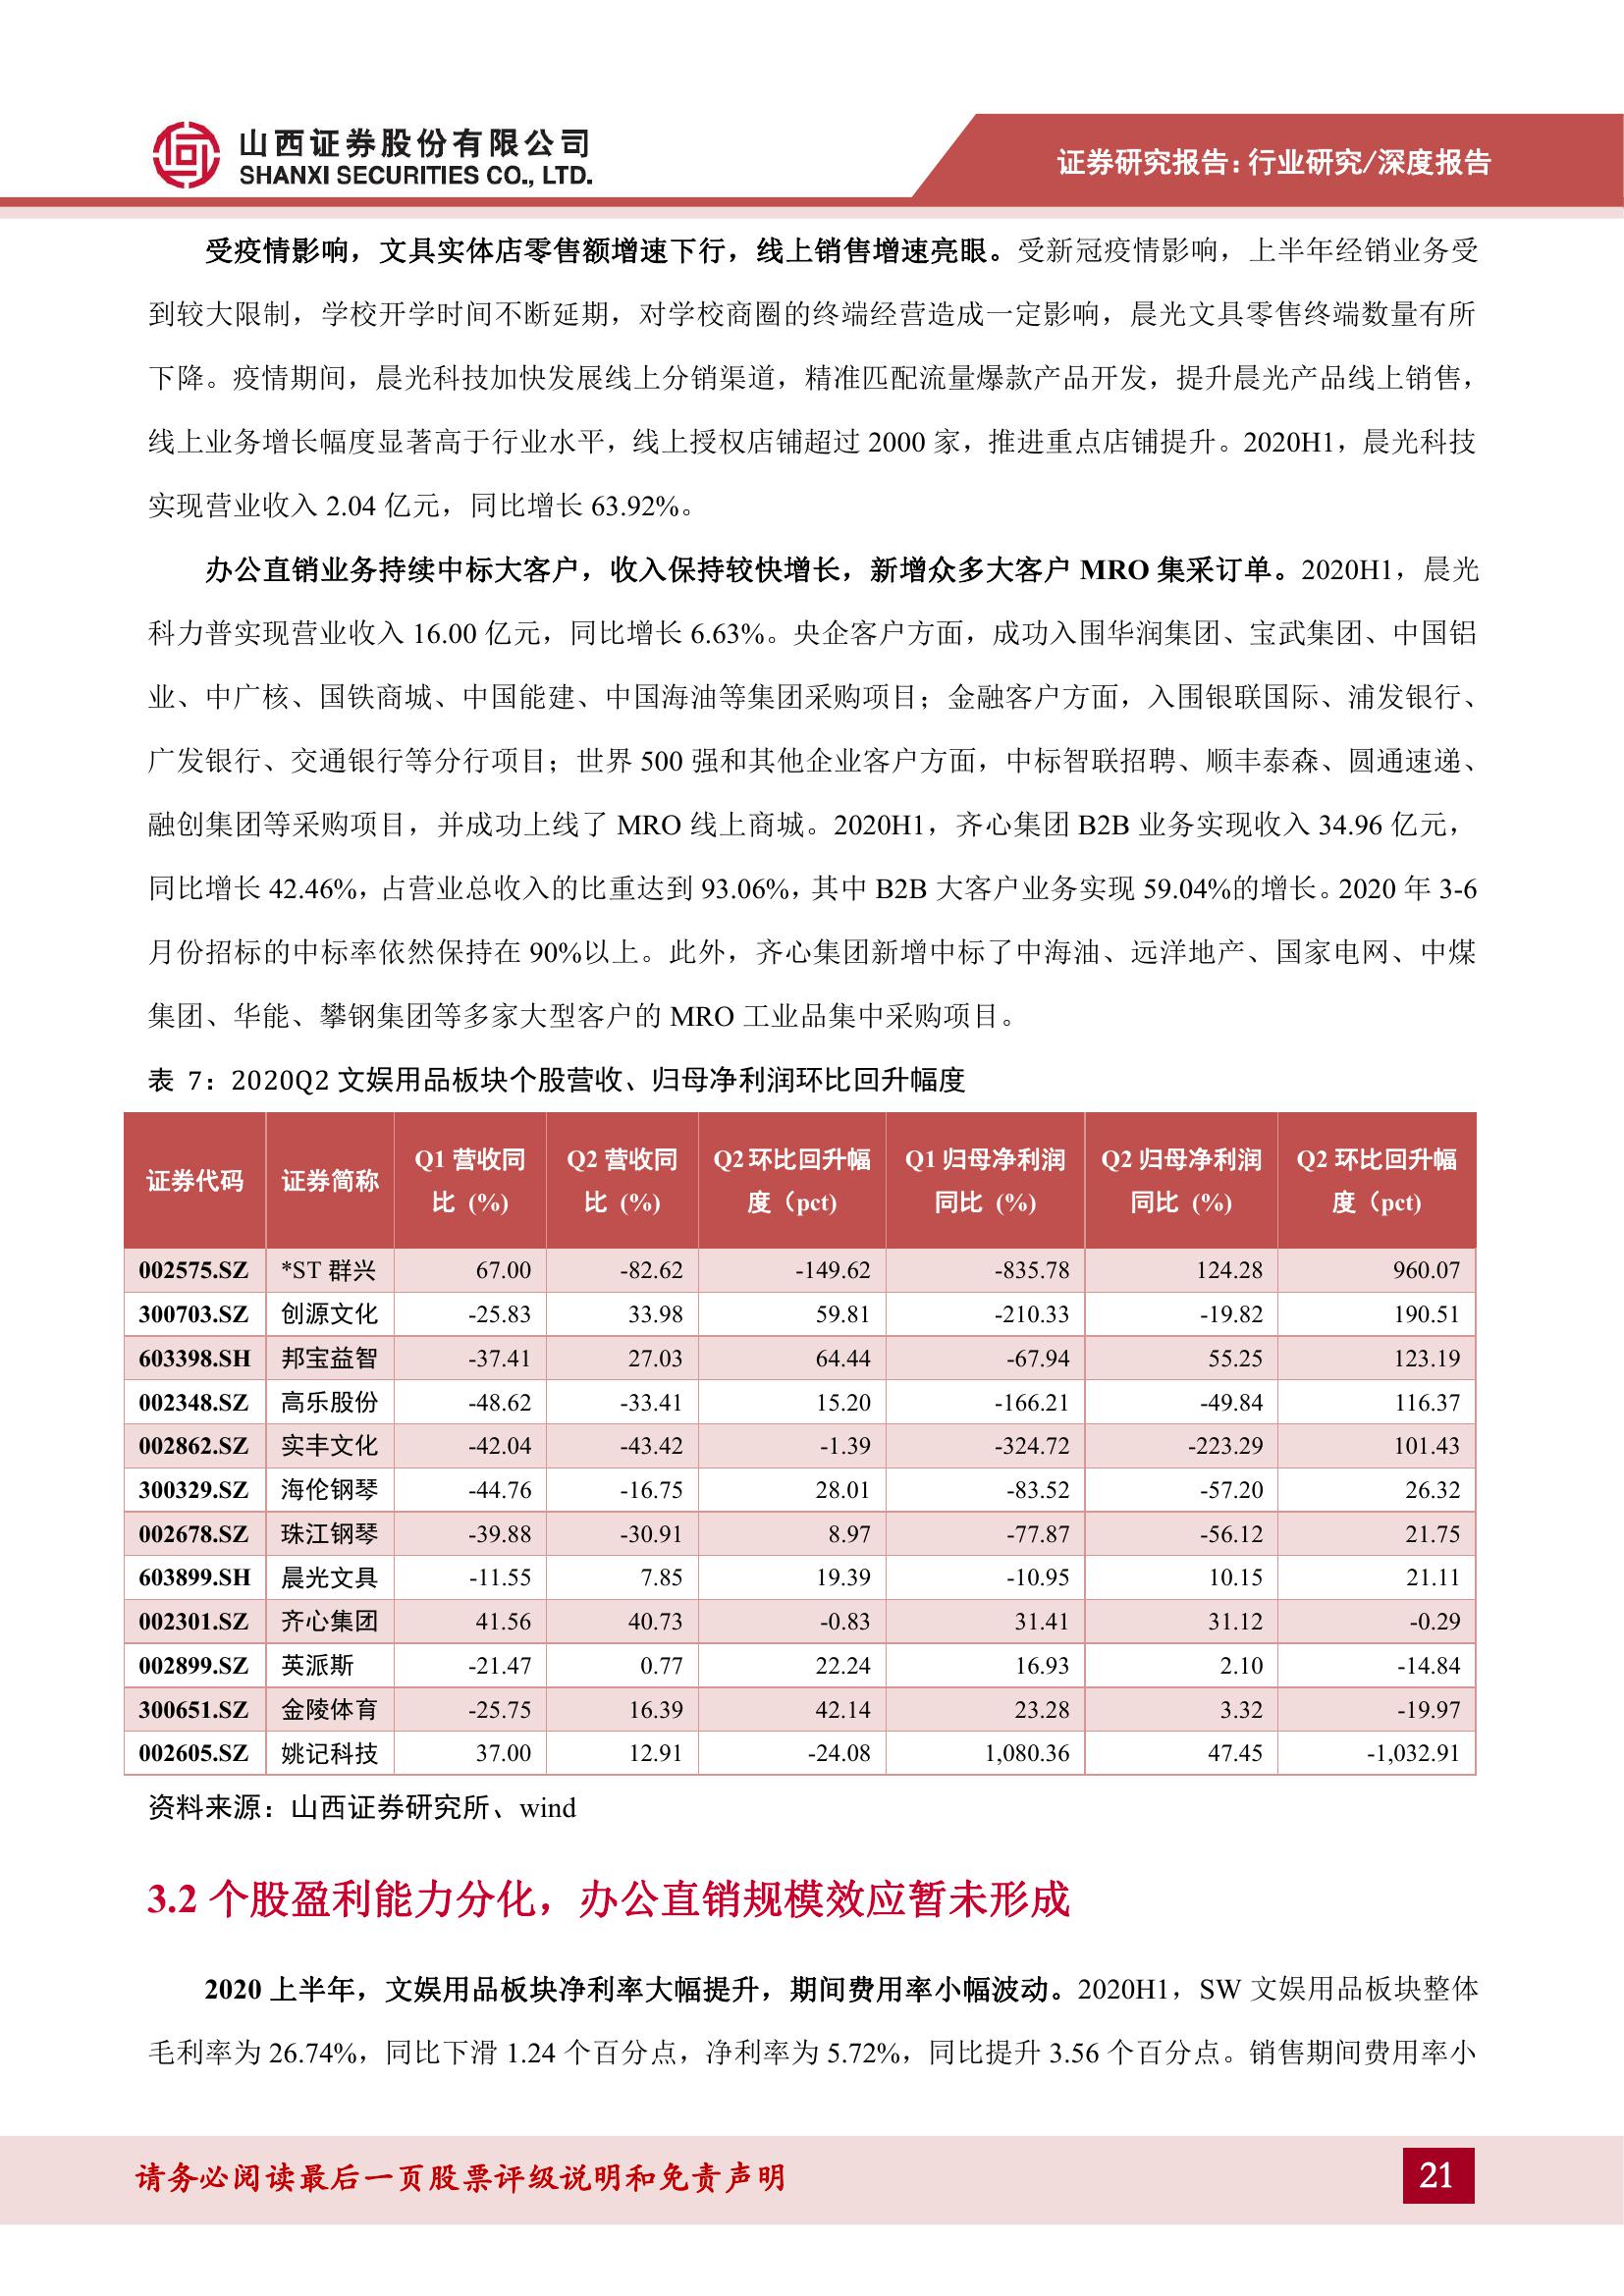 山西证券股份有限公司
SHANXI SECURITIES CO., LTD.
证券研究报告：行业研究/深度报告
受疫情影响，文具实体店零售额增速下行，线上销售增速亮眼。受新冠疫情影响，上半年经销业务受
到较大限制，学校开学时间不断延期，对学校商圈的终端经营造成一定影响，晨光文具零售终端数量有所
下降。疫情期间，晨光科技加快发展线上分销渠道，精准匹配流量爆款产品开发，提升晨光产品线上销售，
线上业务增长幅度显著高于行业水平，线上授权店铺超过 2000 家，推进重点店铺提升。2020H1，晨光科技
实现营业收入 2.04 亿元，同比增长 63.92%。
办公直销业务持续中标大客户，收入保持较快增长，新增众多大客户 MRO 集采订单。2020H1，晨光
科力普实现营业收入 16.00 亿元，同比增长 6.63%。央企客户方面，成功入围华润集团、宝武集团、中国铝
业、中广核、国铁商城、中国能建、中国海油等集团采购项目；金融客户方面，入围银联国际、浦发银行、
广发银行、交通银行等分行项目；世界 500 强和其他企业客户方面，中标智联招聘、顺丰泰森、圆通速递、
融创集团等采购项目，并成功上线了 MRO 线上商城。2020H1，齐心集团 B2B 业务实现收入 34.96 亿元，
同比增长 42.46%，占营业总收入的比重达到 93.06%，其中 B2B 大客户业务实现 59.04%的增长。2020 年 3-6
月份招标的中标率依然保持在 90%以上。此外，齐心集团新增中标了中海油、远洋地产、国家电网、中煤
集团、华能、攀钢集团等多家大型客户的 MRO 工业品集中采购项目。
表 7：2020Q2 文娱用品板块个股营收、归母净利润环比回升幅度
证券代码 证券简称 Q1 营收同比（%） Q2 营收同比（%） Q2 环比回升幅度（pct） Q1 归母净利润同比（%） Q2 归母净利润同比（%） Q2 环比回升幅度（pct）
002575.SZ *ST 群兴 67.00 -82.62 -149.62 -835.78 124.28 960.07
300703.SZ 创源文化 -25.83 33.98 59.81 -210.33 -19.82 190.51
603398.SH 邦宝益智 -37.41 27.03 64.44 -67.94 55.25 123.19
002348.SZ 高乐股份 -48.62 -33.41 15.20 -166.21 -49.84 116.37
002862.SZ 实丰文化 -42.04 -43.42 -1.39 -324.72 -223.29 101.43
300329.SZ 海伦钢琴 -44.76 -16.75 28.01 -83.52 -57.20 26.32
002678.SZ 珠江钢琴 -39.88 -30.91 8.97 -77.87 -56.12 21.75
603899.SH 晨光文具 -11.55 7.85 19.39 -10.95 10.15 21.11
002301.SZ 齐心集团 41.56 40.73 -0.83 31.41 31.12 -0.29
002899.SZ 英派斯 -21.47 0.77 22.24 16.93 2.10 -14.84
300651.SZ 金陵体育 -25.75 16.39 42.14 23.28 3.32 -19.97
002605.SZ 姚记科技 37.00 12.91 -24.08 1,080.36 47.45 -1,032.91
资料来源：山西证券研究所、wind
3.2 个股盈利能力分化，办公直销规模效应暂未形成
2020 上半年，文娱用品板块净利率大幅提升，期间费用率小幅波动。2020H1，SW 文娱用品板块整体
毛利率为 26.74%，同比下滑 1.24 个百分点，净利率为 5.72%，同比提升 3.56 个百分点。销售期间费用率小
请务必阅读最后一页股票评级说明和免责声明
21